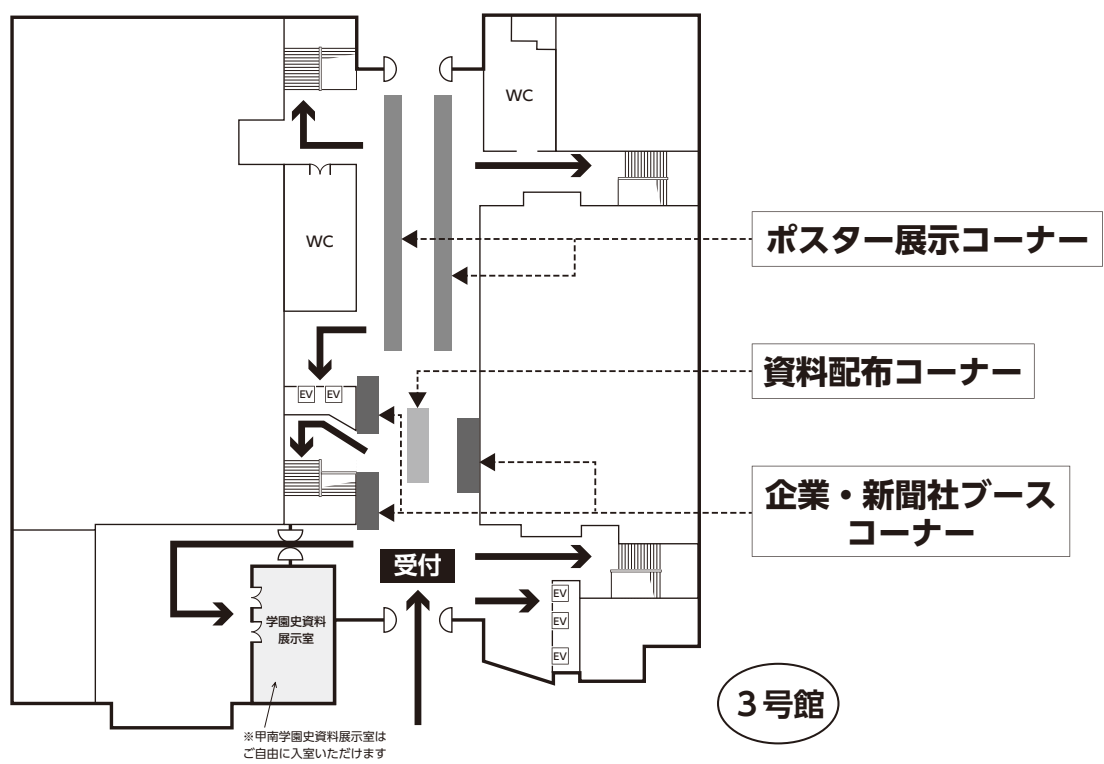 WC
WC
ポスター展示コーナー
資料配布コーナー
EV
EV
企業・新聞社ブース
コーナー
受付
EV
EV
EV
学園史資料
展示室
3号館
※甲南学園史資料展示室は
ご自由に入室いただけます